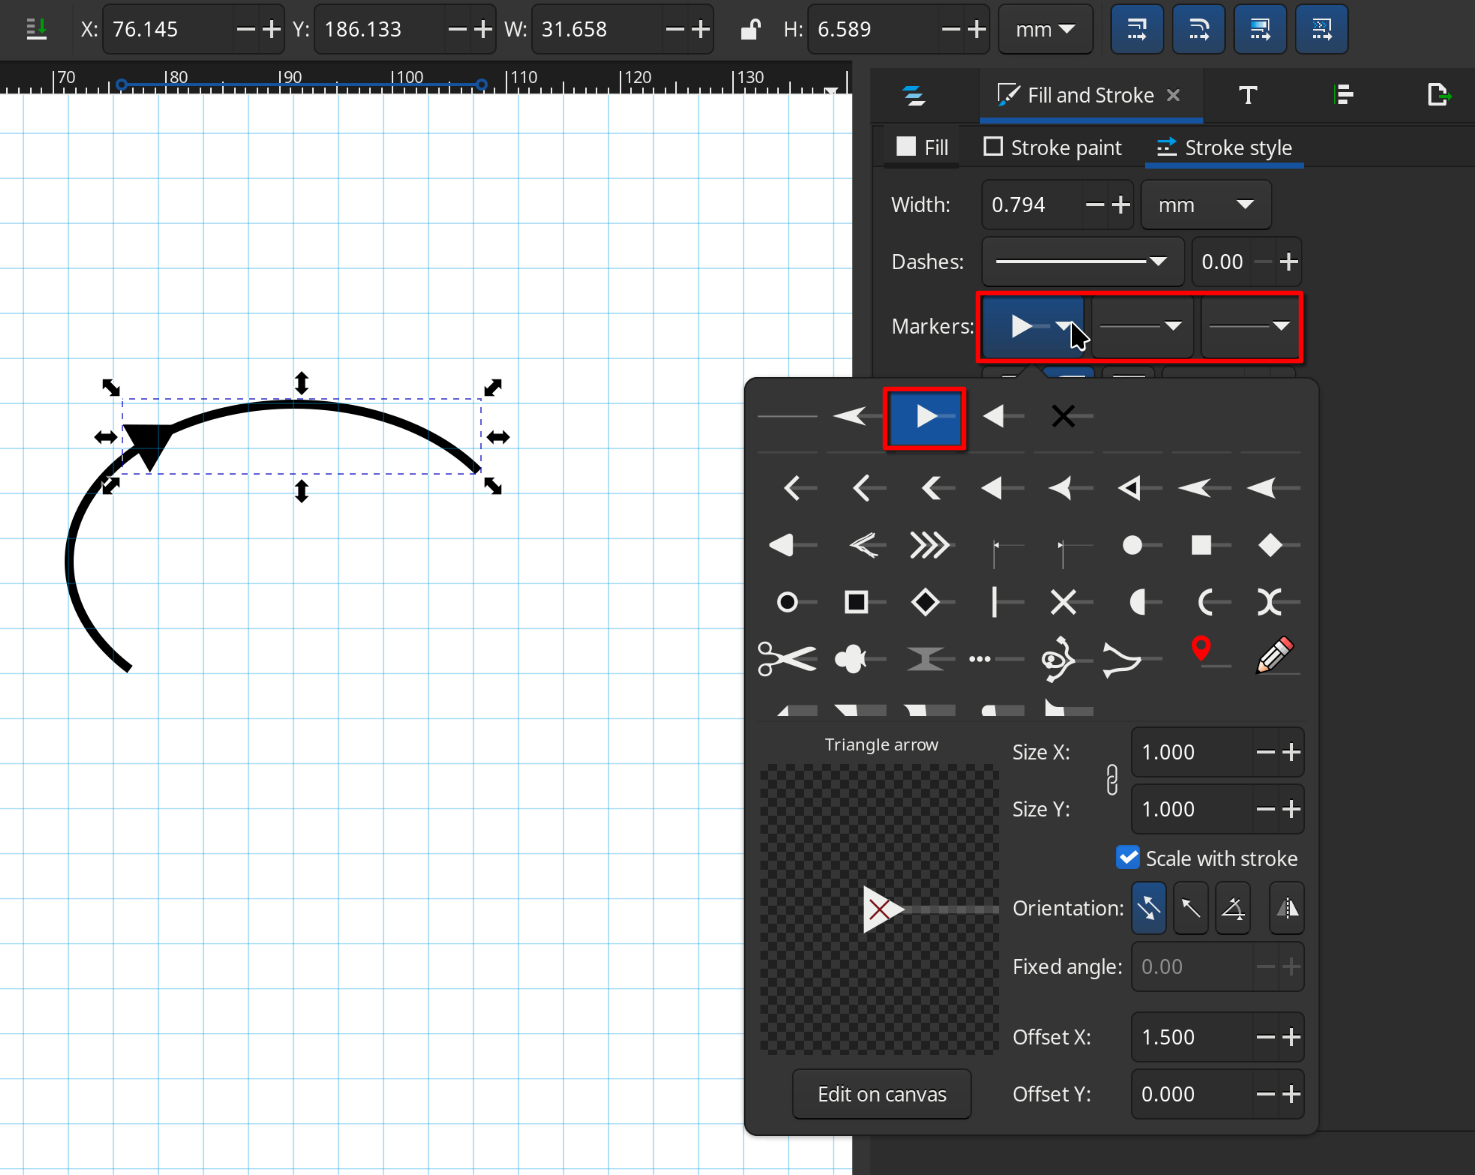 X: 76.145 Y: 186.133 W: 31.658 H: 6.589 mm
70 80 90 100 110 120 130
Fill and Stroke
Fill Stroke paint Stroke style
Width: 0.794 mm
Dashes: 0.00
Markers:
Triangle arrow
Size X: 1.000
Size Y: 1.000
Scale with stroke
Orientation:
Fixed angle: 0.00
Offset X: 1.500
Edit on canvas
Offset Y: 0.000